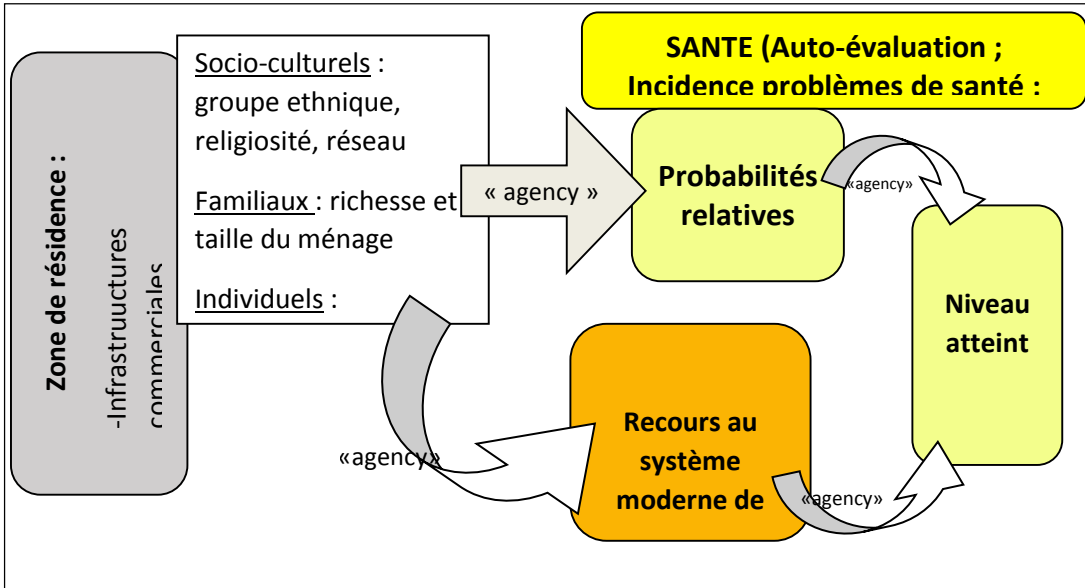 Zone de résidence :
-Infrastruuctures
commerciales
Socio-culturels :
groupe ethnique,
religiosité, réseau
Familiaux : richesse et
taille du ménage
Individuels :
« agency »
SANTE (Auto-évaluation ;
Incidence problèmes de santé :
Probabilités
relatives
«agency»
Niveau
atteint
«agency»
Recours au
système
moderne de
«agency»